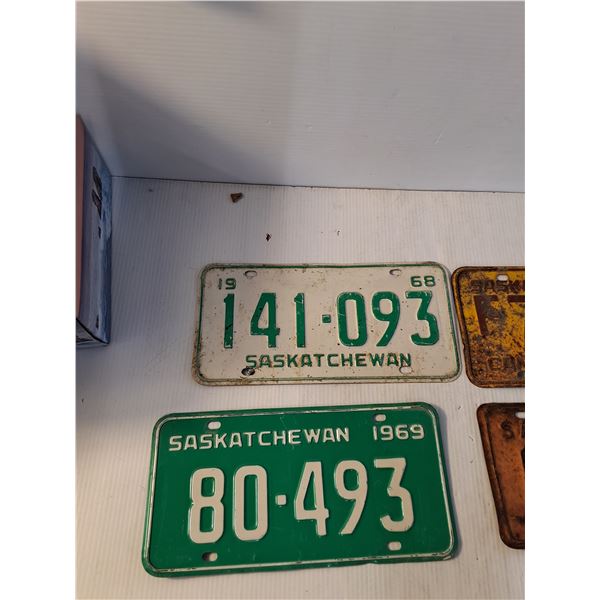 19 68
141-093
SASKATCHEWAN
SASKATCHEWAN 1969
80-493